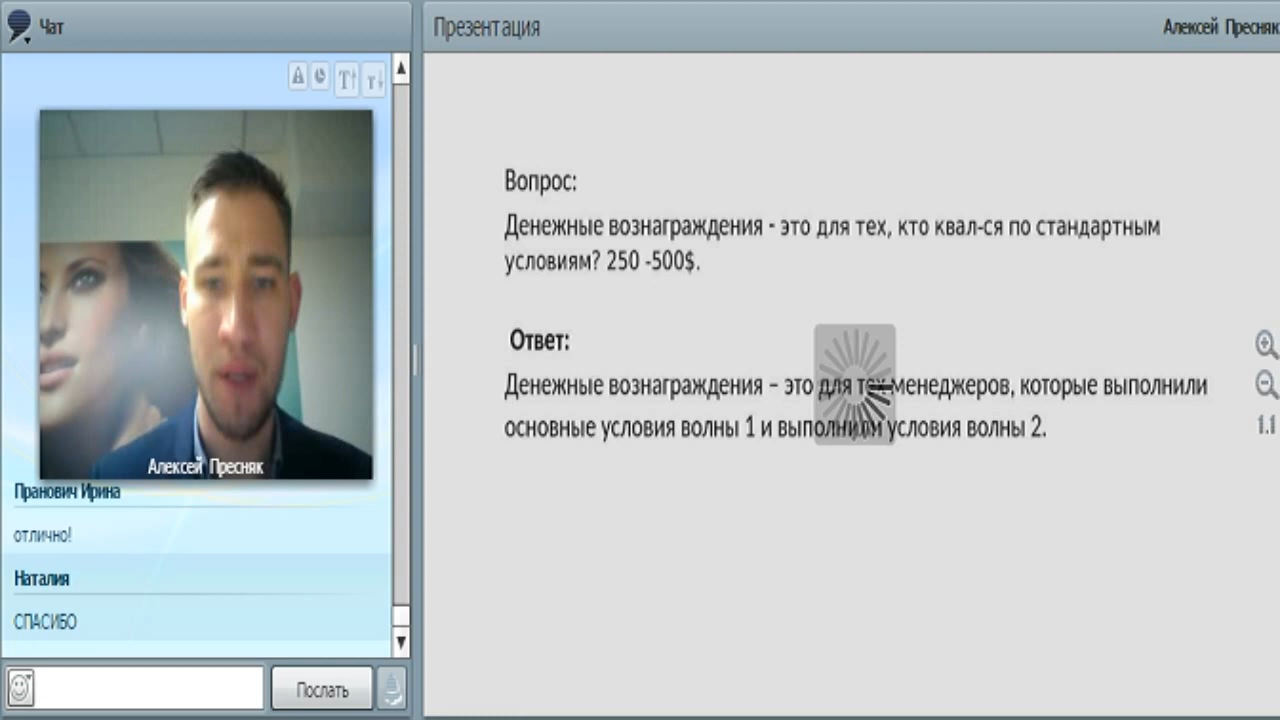 Чат
Презентация
Алексей Пресняк
Алексей Пресняк
Пранович Ирина
отлично!
Наталия
СПАСИБО
Послать
Вопрос:
Денежные вознаграждения - это для тех, кто квал-ся по стандартным
условиям? 250 -500$.
Ответ:
Денежные вознаграждения – это для тех менеджеров, которые выполнили
основные условия волны 1 и выполнили условия волны 2.
1.1